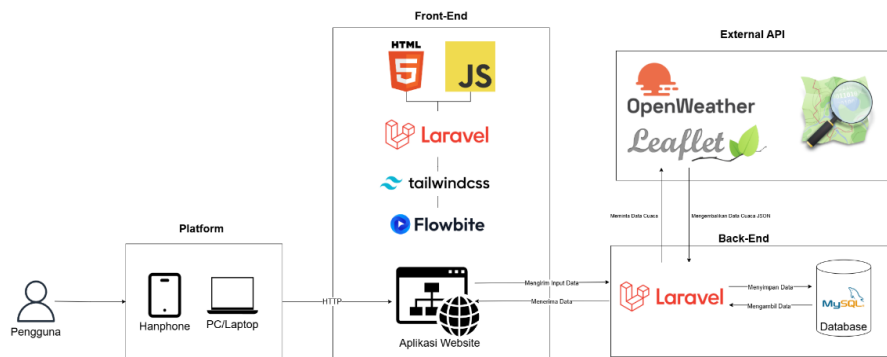 Front-End
External API
HTML
5
JS
OpenWeather
Leaflet
Laravel
tailwindcss
Flowbite
Meminta Data Cuaca
Mengembalikan Data Cuaca JSON
Platform
Back-End
Pengguna
Hanphone
PC/Laptop
HTTP
Aplikasi Website
Mengirim Input Data
Menerima Data
Laravel
Menyimpan Data
Mengambil Data
MySQL
Database